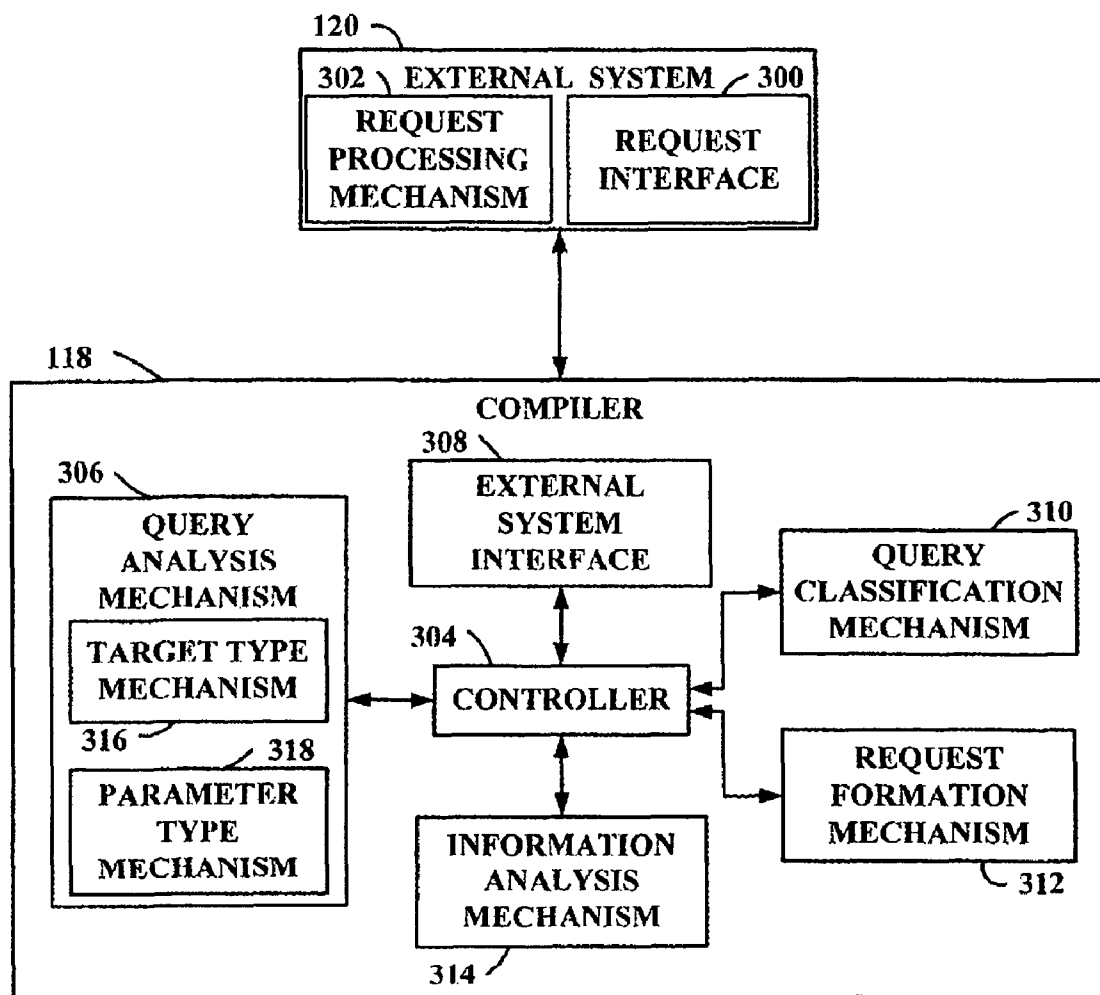 120
EXTERNAL SYSTEM
302
300
REQUEST
PROCESSING
MECHANISM
REQUEST
INTERFACE
118
COMPILER
308
EXTERNAL
SYSTEM
INTERFACE
306
QUERY
ANALYSIS
MECHANISM
TARGET TYPE
MECHANISM
316
318
PARAMETER
TYPE
MECHANISM
304
CONTROLLER
310
QUERY
CLASSIFICATION
MECHANISM
REQUEST
FORMATION
MECHANISM
312
INFORMATION
ANALYSIS
MECHANISM
314